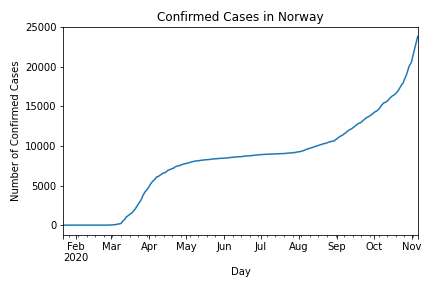 Confirmed Cases in Norway
25000
20000
15000
10000
5000
0
Number of Confirmed Cases
Feb Mar Apr May Jun Jul Aug Sep Oct Nov
2020
Day